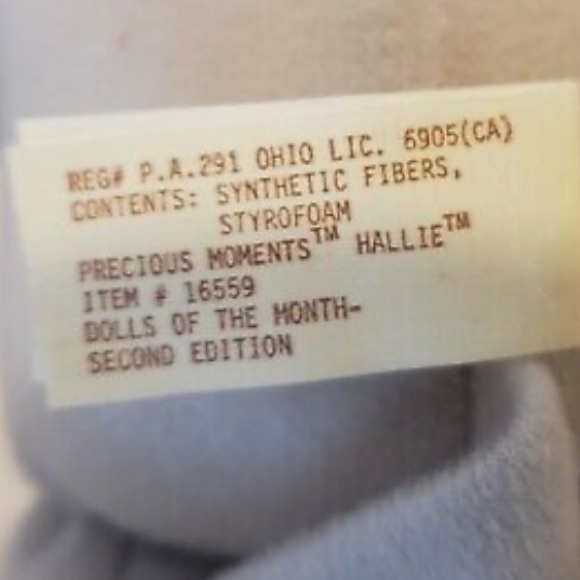 REG# P.A.291 OHIO LIC. 6905(CA)
CONTENTS: SYNTHETIC FIBERS,
STYROFOAM
PRECIOUS MOMENTS™ HALLIE™
ITEM # 16559
DOLLS OF THE MONTH-
SECOND EDITION